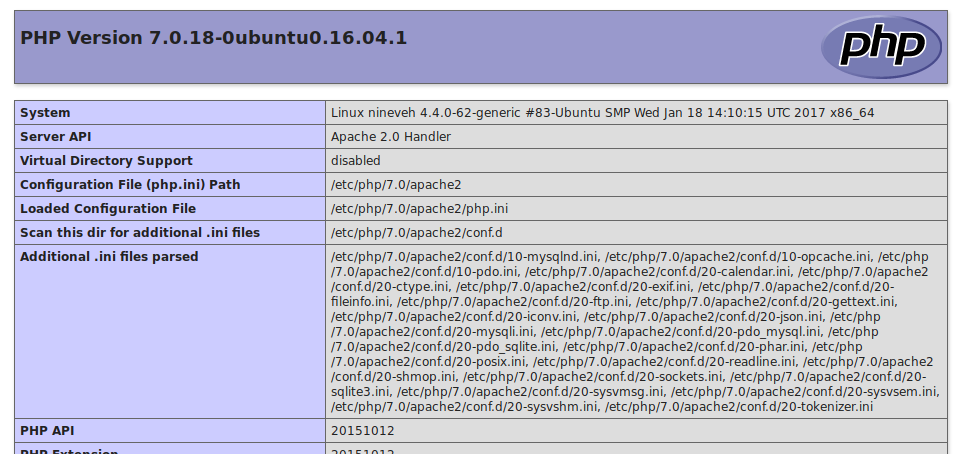 PHP Version 7.0.18-0ubuntu0.16.04.1
php
System Linux nineveh 4.4.0-62-generic #83-Ubuntu SMP Wed Jan 18 14:10:15 UTC 2017 x86_64
Server API Apache 2.0 Handler
Virtual Directory Support disabled
Configuration File (php.ini) Path /etc/php/7.0/apache2
Loaded Configuration File /etc/php/7.0/apache2/php.ini
Scan this dir for additional .ini files /etc/php/7.0/apache2/conf.d
Additional .ini files parsed /etc/php/7.0/apache2/conf.d/10-mysqlnd.ini, /etc/php/7.0/apache2/conf.d/10-opcache.ini, /etc/php
/7.0/apache2/conf.d/10-pdo.ini, /etc/php/7.0/apache2/conf.d/20-calendar.ini, /etc/php/7.0/apache2
/conf.d/20-ctype.ini, /etc/php/7.0/apache2/conf.d/20-exif.ini, /etc/php/7.0/apache2/conf.d/20-
fileinfo.ini, /etc/php/7.0/apache2/conf.d/20-ftp.ini, /etc/php/7.0/apache2/conf.d/20-gettext.ini,
/etc/php/7.0/apache2/conf.d/20-iconv.ini, /etc/php/7.0/apache2/conf.d/20-json.ini, /etc/php
/7.0/apache2/conf.d/20-mysqli.ini, /etc/php/7.0/apache2/conf.d/20-pdo_mysql.ini, /etc/php
/7.0/apache2/conf.d/20-pdo_sqlite.ini, /etc/php/7.0/apache2/conf.d/20-phar.ini, /etc/php
/7.0/apache2/conf.d/20-posix.ini, /etc/php/7.0/apache2/conf.d/20-readline.ini, /etc/php/7.0/apache2
/conf.d/20-shmop.ini, /etc/php/7.0/apache2/conf.d/20-sockets.ini, /etc/php/7.0/apache2/conf.d/20-
sqlite3.ini, /etc/php/7.0/apache2/conf.d/20-sysvmsg.ini, /etc/php/7.0/apache2/conf.d/20-sysvsem.ini,
/etc/php/7.0/apache2/conf.d/20-sysvshm.ini, /etc/php/7.0/apache2/conf.d/20-tokenizer.ini
PHP API 20151012
PHP Extension 20151012